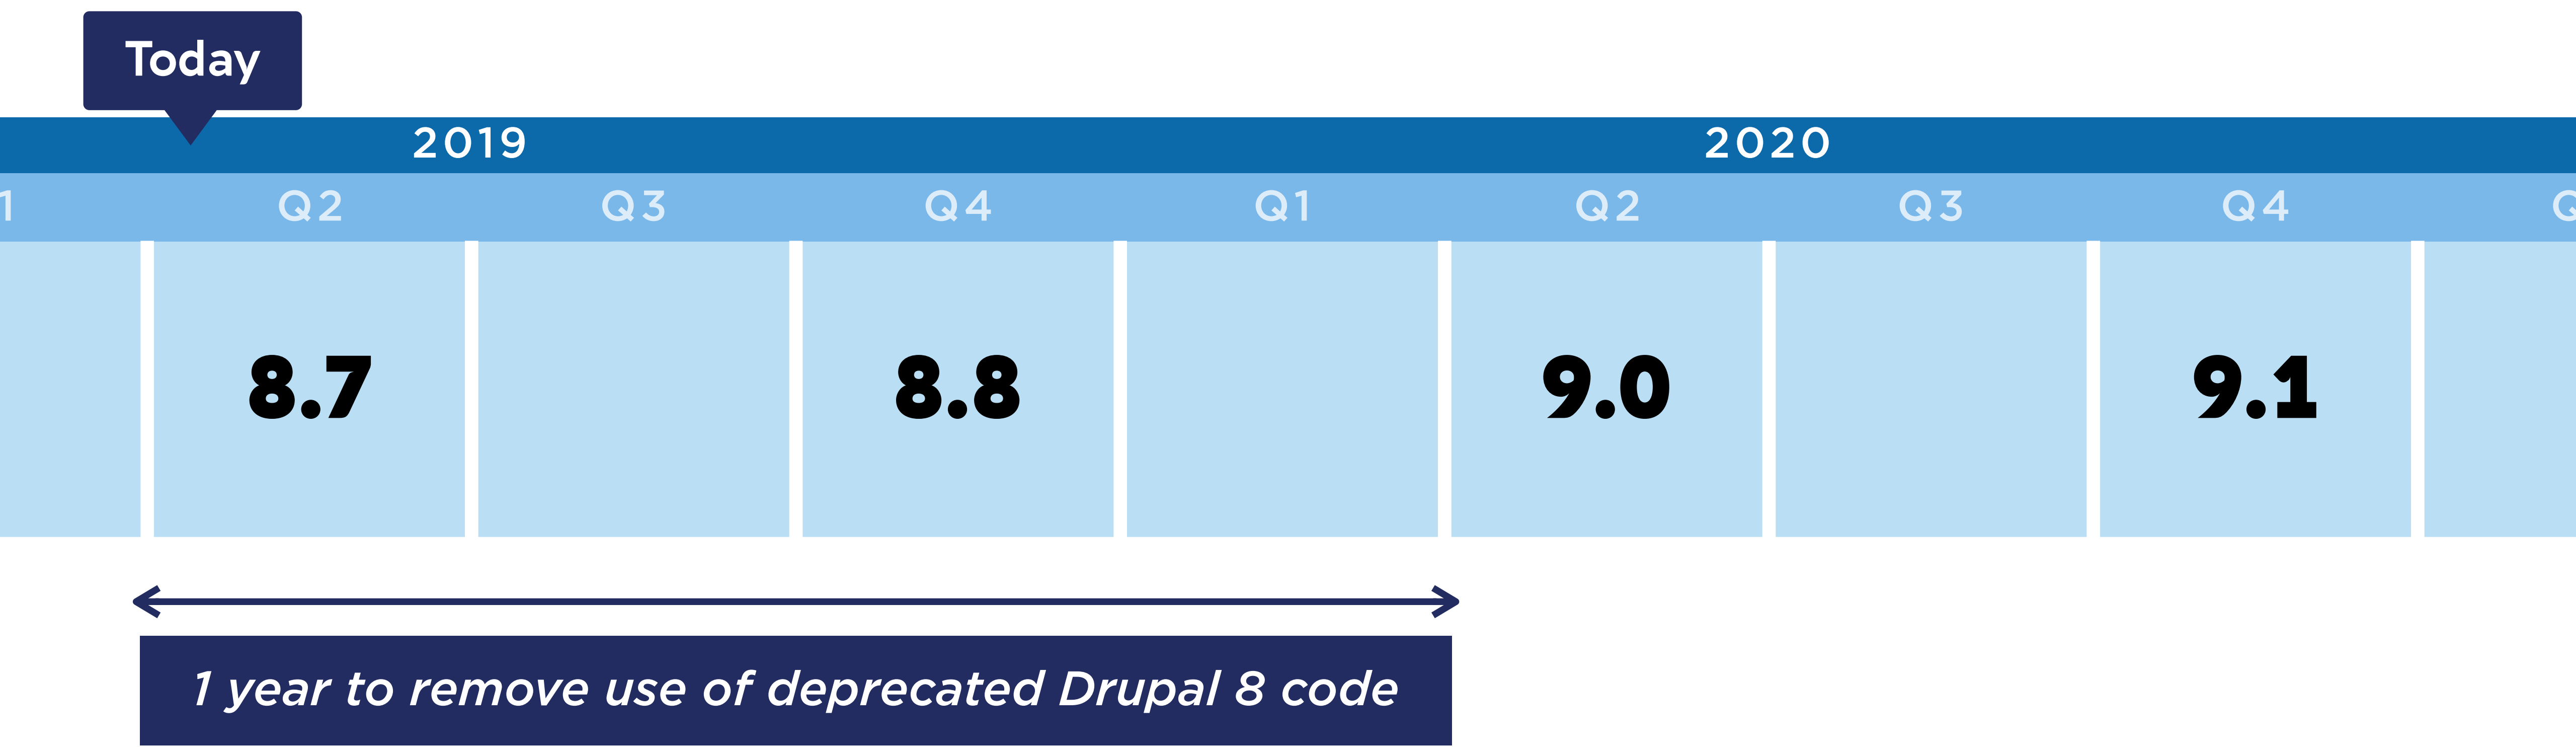 Today
2019 2020
1 Q2 Q3 Q4 Q1 Q2 Q3 Q4
8.7 8.8 9.0 9.1
1 year to remove use of deprecated Drupal 8 code